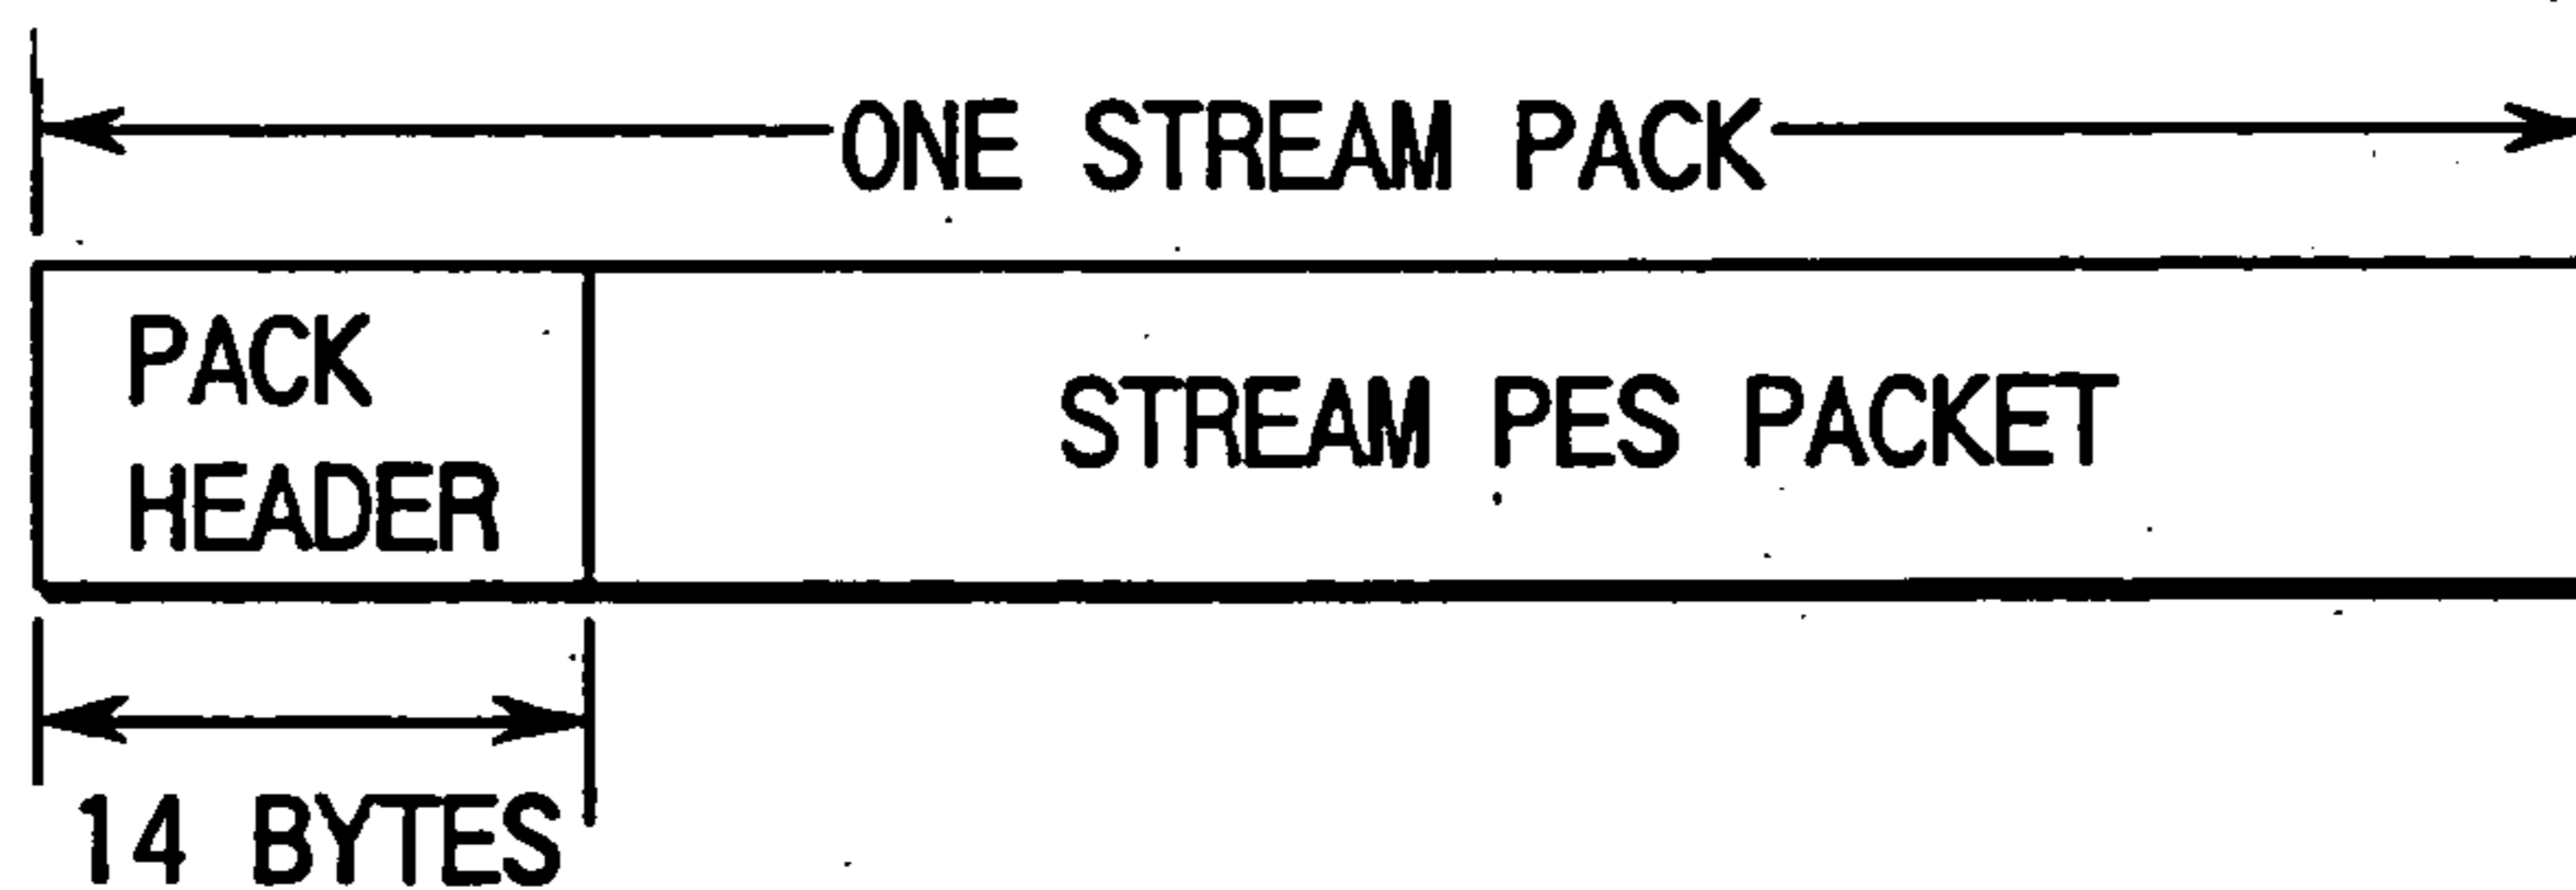 ONE STREAM PACK
PACK
HEADER
STREAM PES PACKET
14 BYTES